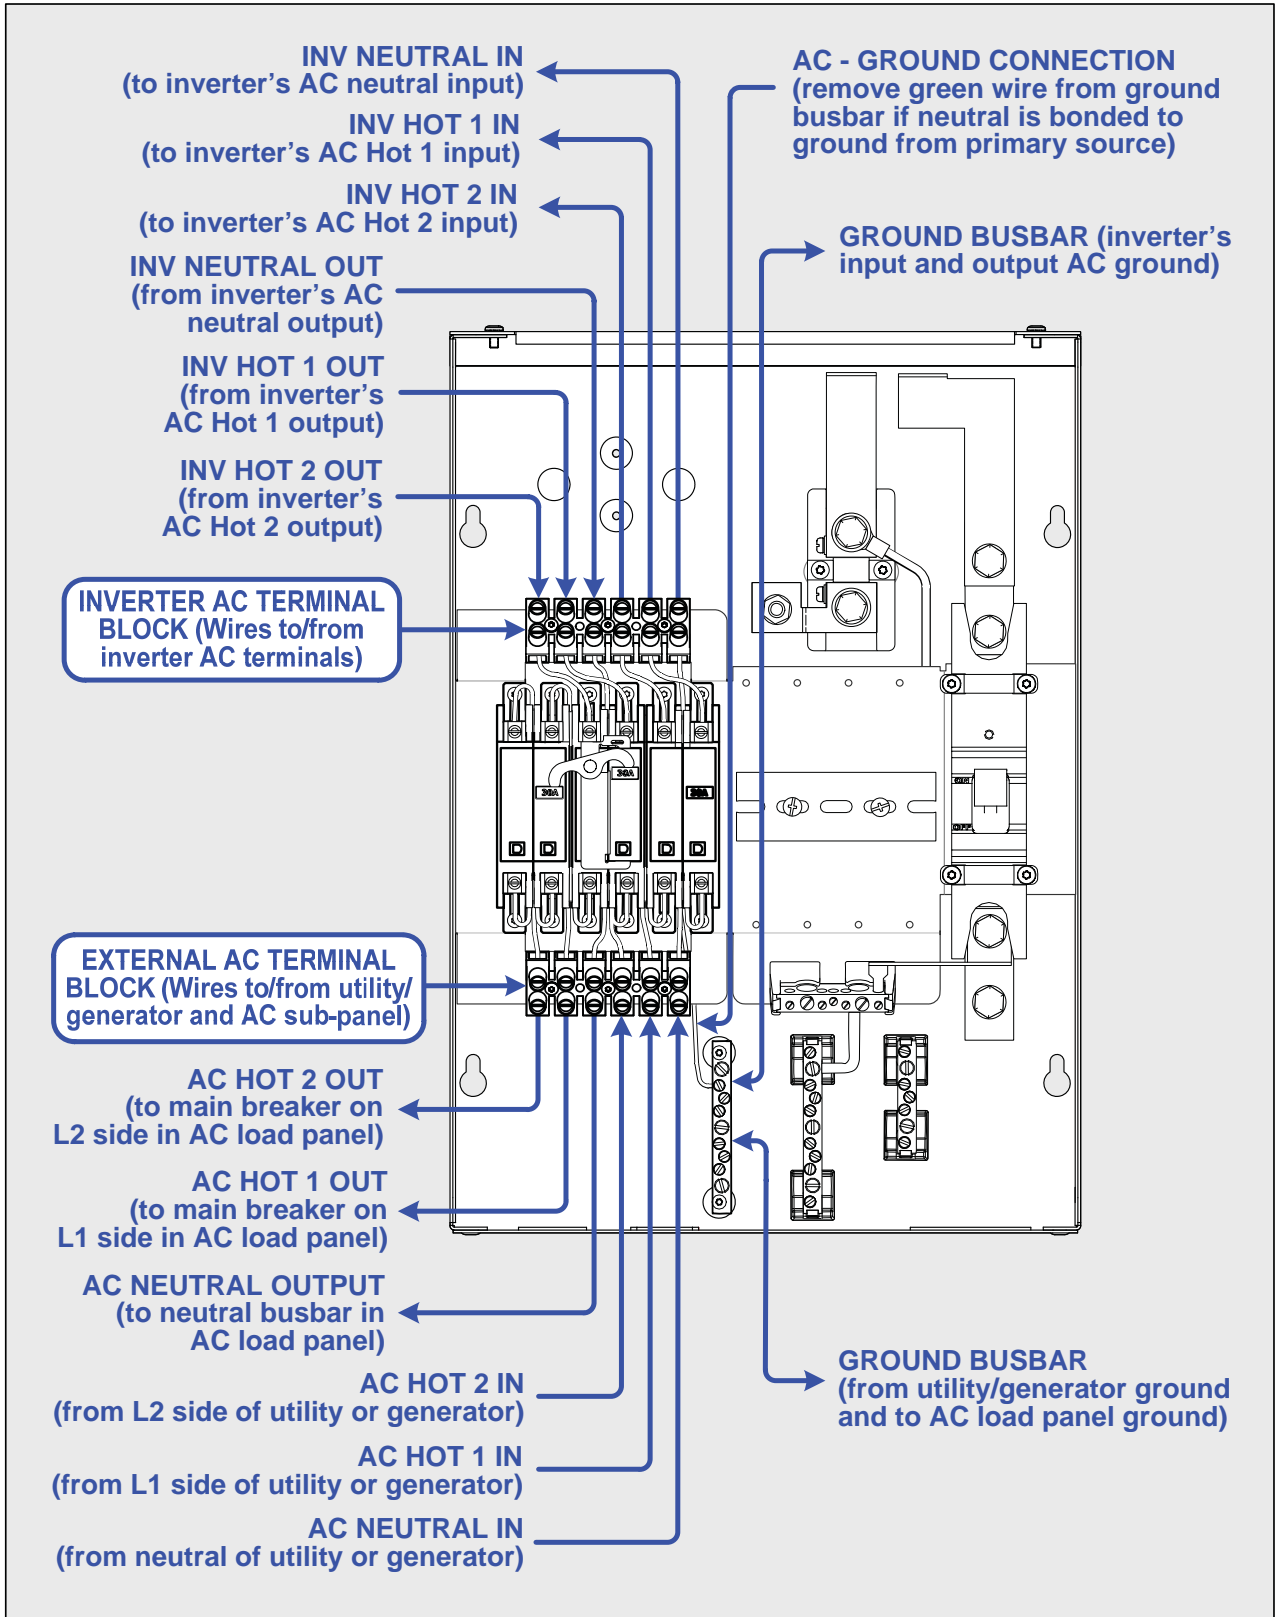 INV NEUTRAL IN
(to inverter’s AC neutral input)
INV HOT 1 IN
(to inverter’s AC Hot 1 input)
INV HOT 2 IN
(to inverter’s AC Hot 2 input)
INV NEUTRAL OUT
(from inverter’s AC
neutral output)
INV HOT 1 OUT
(from inverter’s
AC Hot 1 output)
INV HOT 2 OUT
(from inverter’s
AC Hot 2 output)
INVERTER AC TERMINAL
BLOCK (Wires to/from
inverter AC terminals)
AC - GROUND CONNECTION
(remove green wire from ground
busbar if neutral is bonded to
ground from primary source)
GROUND BUSBAR (inverter’s
input and output AC ground)
30A
30A
30A
ON
OFF
EXTERNAL AC TERMINAL
BLOCK (Wires to/from utility/
generator and AC sub-panel)
AC HOT 2 OUT
(to main breaker on
L2 side in AC load panel)
AC HOT 1 OUT
(to main breaker on
L1 side in AC load panel)
AC NEUTRAL OUTPUT
(to neutral busbar in
AC load panel)
AC HOT 2 IN
(from L2 side of utility or generator)
AC HOT 1 IN
(from L1 side of utility or generator)
AC NEUTRAL IN
(from neutral of utility or generator)
GROUND BUSBAR
(from utility/generator ground
and to AC load panel ground)